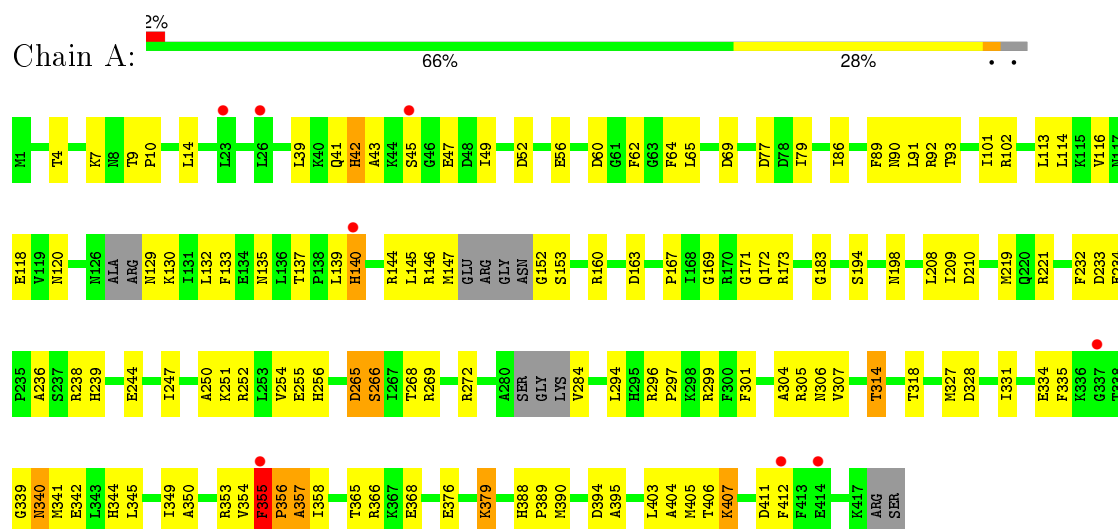 2%
Chain A:
66% 28% • •
M1 T4 K7 N8 T9 P10 L14 L23 L26 L39 K40 Q41 H42 A43 K44 S45 G46 E47 D48 I49 D52 E56 D60 G61 F62 G63 F64 L65 D69 D77 D78 I79 I86 F89 N90 L91 R92 T93 I101 R102 L113 L114 K115 V116 N117
E118 V119 N120 N126 ALA ARG N129 K130 I131 L132 F133 E134 N135 L136 T137 P138 L139 H140 R144 L145 R146 M147 GLU ARG GLY ASN G152 S153 R160 D163 P167 I168 G169 R170 G171 Q172 R173 G183 S194 N198 L208 I209 D210 M219 Q220 R221 F232 D233 E234
P235 A236 S237 R238 H239 E244 I247 A250 K251 R252 L253 V254 E255 H256 D265 S266 I267 T268 R269 R272 A280 SER GLY LYS V284 L294 H295 R296 P297 K298 R299 F300 F301 A304 R305 N306 V307 T314 T318 M327 D328 I331 E334 F335 K336 G337 T338
G339 N340 M341 E342 L343 H344 L345 I349 A350 R353 V354 F355 P356 A357 I358 T365 R366 K367 E368 E376 K379 H388 P389 M390 D394 A395 L403 A404 M405 T406 K407 D411 F412 F413 E414 K417 ARG SER